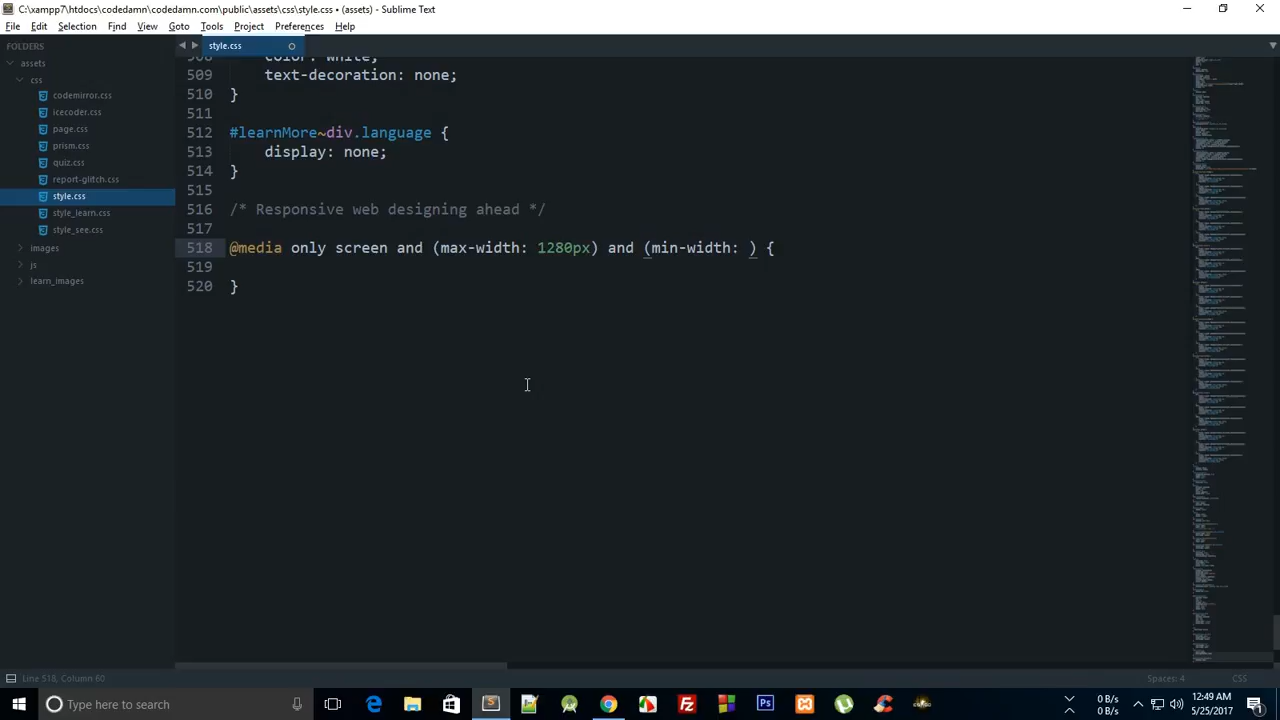 C:\xampp7\htdocs\codedamn\codedamn.com\public\assets\css\style.css • (assets) - Sublime Text
File Edit Selection Find View Goto Tools Project Preferences Help
FOLDERS
assets
css
codemirror.css
icecoder.css
page.css
prism.css
quiz.css
report-glitch.css
style.css
style_learn.css
style_see.css
images
js
learn_images
style.css
508 color: white;
509 text-decoration: none;
510 }
511
512 #learnMore~div.language {
513 display: none;
514 }
515
516 /* Responsive web designing ahead */
517
518 @media only screen and (max-width: 1280px) and (min-width: ) {
519
520 }
Line 518, Column 60
Spaces: 4
CSS
Type here to search
0 B/s
0 B/s
12:49 AM
5/25/2017